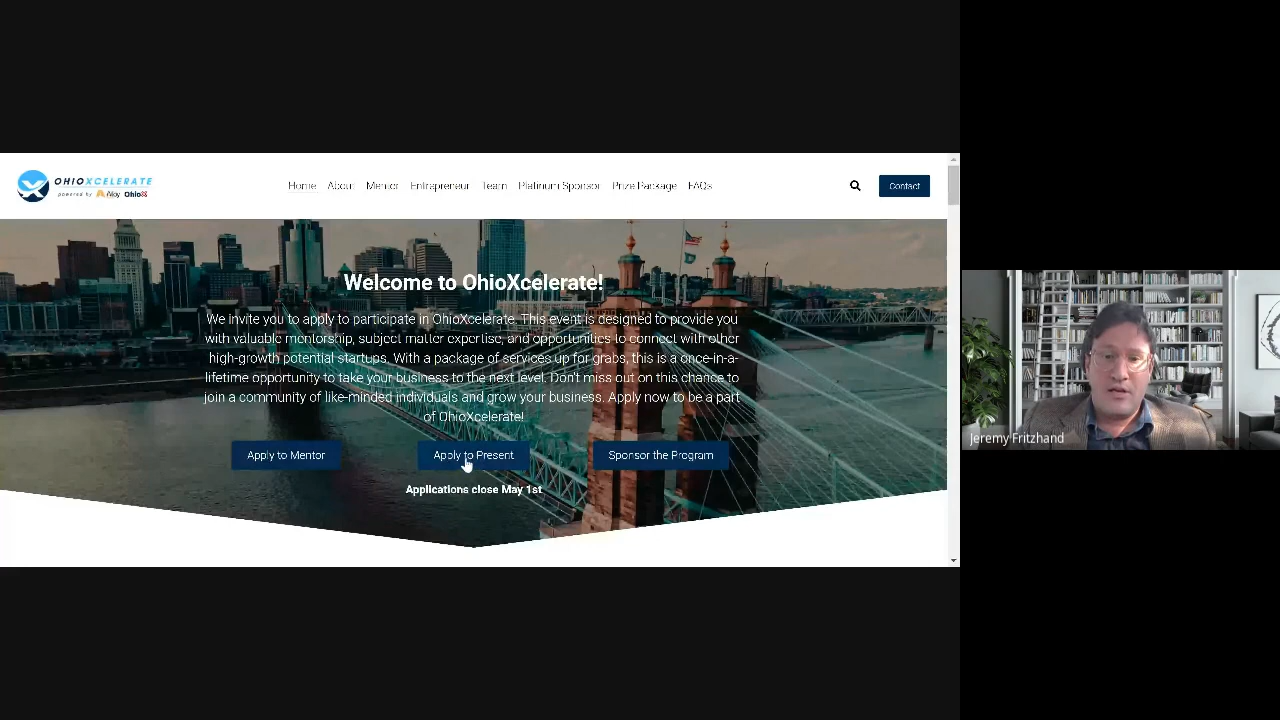 OHIOXCELERATE
powered by Alloy OhioX
Home About Mentor Entrepreneur Team Platinum Sponsor Prize Package FAQs
Contact
Welcome to OhioXcelerate!
We invite you to apply to participate in OhioXcelerate. This event is designed to provide you
with valuable mentorship, subject matter expertise, and opportunities to connect with other
high-growth potential startups. With a package of services up for grabs, this is a once-in-a-
lifetime opportunity to take your business to the next level. Don't miss out on this chance to
join a community of like-minded individuals and grow your business. Apply now to be a part
of OhioXcelerate!
Apply to Mentor
Apply to Present
Sponsor the Program
Applications close May 1st
Jeremy Fritzhand